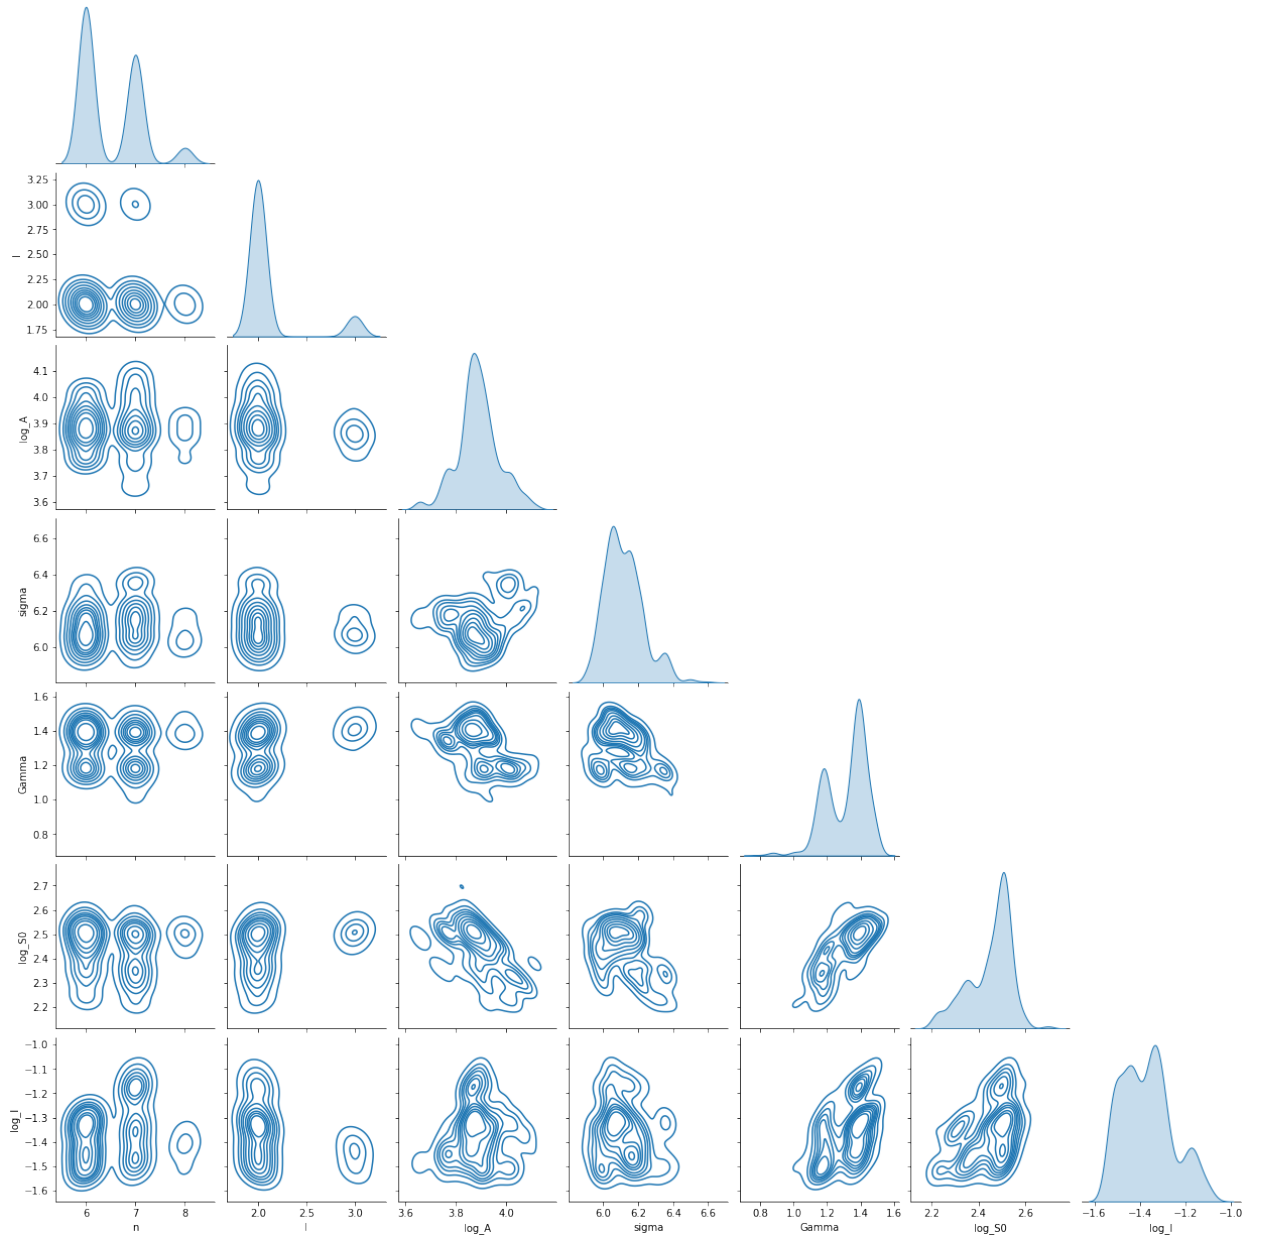 3.25
3.00
2.75
2.50
2.25
2.00
1.75
l
4.1
4.0
3.9
3.8
3.7
3.6
log_A
6.6
6.4
6.2
6.0
sigma
1.6
1.4
1.2
1.0
0.8
Gamma
2.7
2.6
2.5
2.4
2.3
2.2
log_S0
−1.0
−1.1
−1.2
−1.3
−1.4
−1.5
−1.6
log_l
6 7 8
2.0 2.5 3.0
3.6 3.8 4.0
6.0 6.2 6.4 6.6
0.8 1.0 1.2 1.4 1.6
2.2 2.4 2.6
−1.6 −1.4 −1.2 −1.0
n l log_A sigma Gamma log_S0 log_l